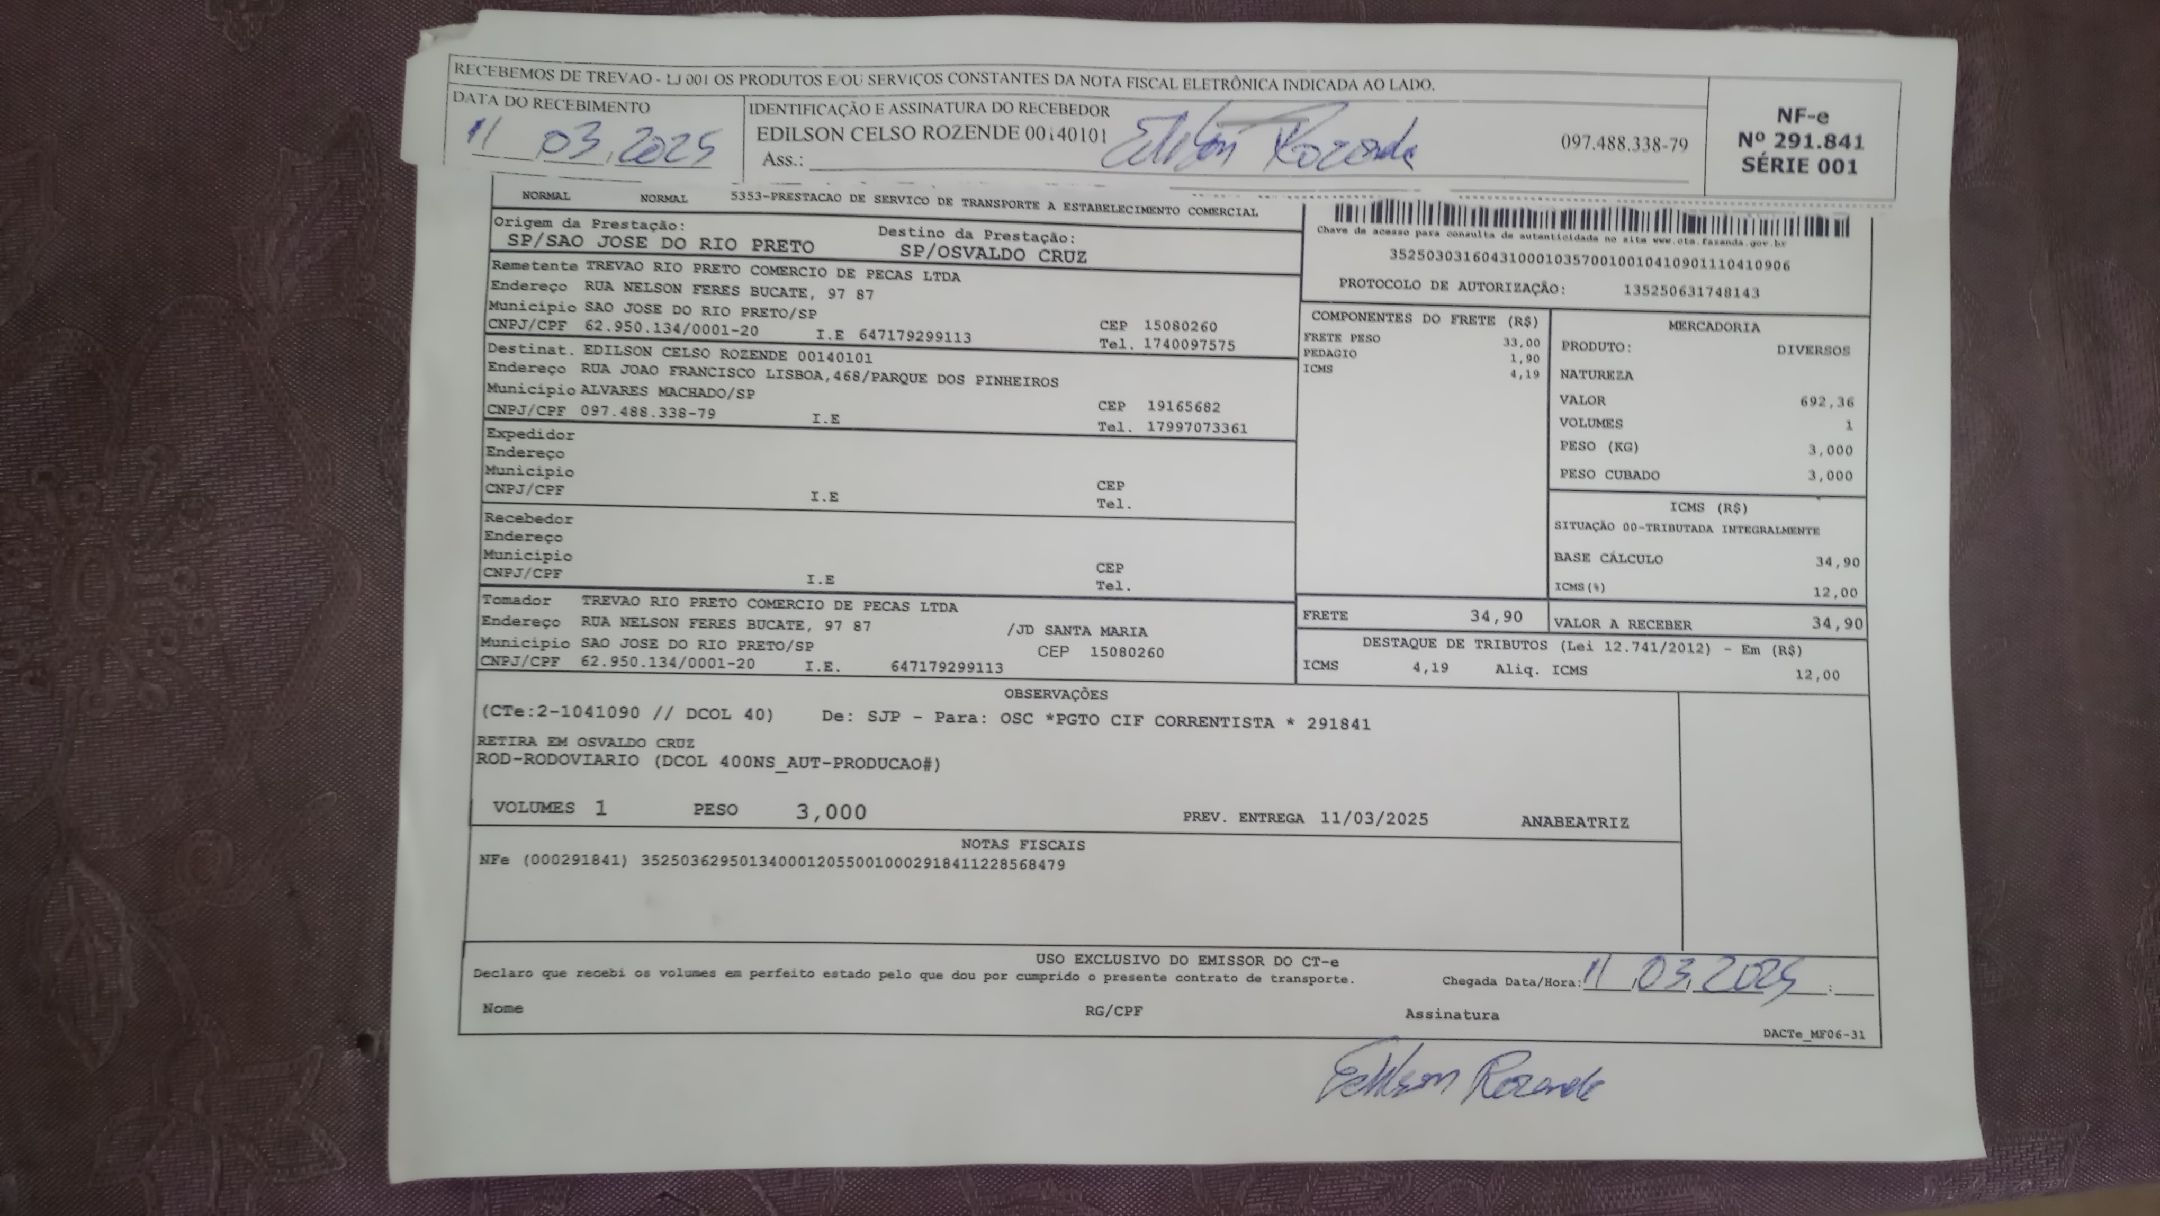 RECEBEMOS DE TREVAO - LJ 001 OS PRODUTOS E/OU SERVIÇOS CONSTANTES DA NOTA FISCAL ELETRÔNICA INDICADA AO LADO.
DATA DO RECEBIMENTO
11 03.2025
IDENTIFICAÇÃO E ASSINATURA DO RECEBEDOR
EDILSON CELSO ROZENDE 00140101 Edilson Rozende 097.488.338-79
Ass.:
NF-e
Nº 291.841
SÉRIE 001
NORMAL NORMAL 5353-PRESTACAO DE SERVICO DE TRANSPORTE A ESTABELECIMENTO COMERCIAL
Origem da Prestação: Destino da Prestação:
SP/SAO JOSE DO RIO PRETO SP/OSVALDO CRUZ
Chave de acesso para consulta de autenticidade no site www.cte.fazenda.gov.br
35250303160431000103570010010410901110410906
PROTOCOLO DE AUTORIZAÇÃO: 135250631748143
Remetente TREVAO RIO PRETO COMERCIO DE PECAS LTDA
Endereço RUA NELSON FERES BUCATE, 97 87
Municipio SAO JOSE DO RIO PRETO/SP CEP 15080260
CNPJ/CPF 62.950.134/0001-20 I.E 647179299113 Tel. 1740097575
Destinat. EDILSON CELSO ROZENDE 00140101
Endereço RUA JOAO FRANCISCO LISBOA,468/PARQUE DOS PINHEIROS
Municipio ALVARES MACHADO/SP CEP 19165682
CNPJ/CPF 097.488.338-79 I.E Tel. 17997073361
Expedidor
Endereço
Municipio CEP
CNPJ/CPF I.E Tel.
Recebedor
Endereço
Municipio CEP
CNPJ/CPF I.E Tel.
Tomador TREVAO RIO PRETO COMERCIO DE PECAS LTDA
Endereço RUA NELSON FERES BUCATE, 97 87 /JD SANTA MARIA
Municipio SAO JOSE DO RIO PRETO/SP CEP 15080260
CNPJ/CPF 62.950.134/0001-20 I.E. 647179299113
COMPONENTES DO FRETE (R$)
FRETE PESO 33,00
PEDAGIO 1,90
ICMS 4,19
MERCADORIA
PRODUTO: DIVERSOS
NATUREZA
VALOR 692,36
VOLUMES 1
PESO (KG) 3,000
PESO CUBADO 3,000
ICMS (R$)
SITUAÇÃO 00-TRIBUTADA INTEGRALMENTE
BASE CÁLCULO 34,90
ICMS(%) 12,00
FRETE 34,90 VALOR A RECEBER 34,90
DESTAQUE DE TRIBUTOS (Lei 12.741/2012) - Em (R$)
ICMS 4,19 Aliq. ICMS 12,00
OBSERVAÇÕES
(CTe:2-1041090 // DCOL 40) De: SJP - Para: OSC *PGTO CIF CORRENTISTA * 291841
RETIRA EM OSVALDO CRUZ
ROD-RODOVIARIO (DCOL 400NS_AUT-PRODUCAO#)
VOLUMES 1 PESO 3,000 PREV. ENTREGA 11/03/2025 ANABEATRIZ
NOTAS FISCAIS
NFe (000291841) 35250362950134000120550010002918411228568479
USO EXCLUSIVO DO EMISSOR DO CT-e
Declaro que recebi os volumes em perfeito estado pelo que dou por cumprido o presente contrato de transporte. Chegada Data/Hora: 11 .03.2025 :
Nome RG/CPF Assinatura
DACTe_MF06-31
Edilson Rozende